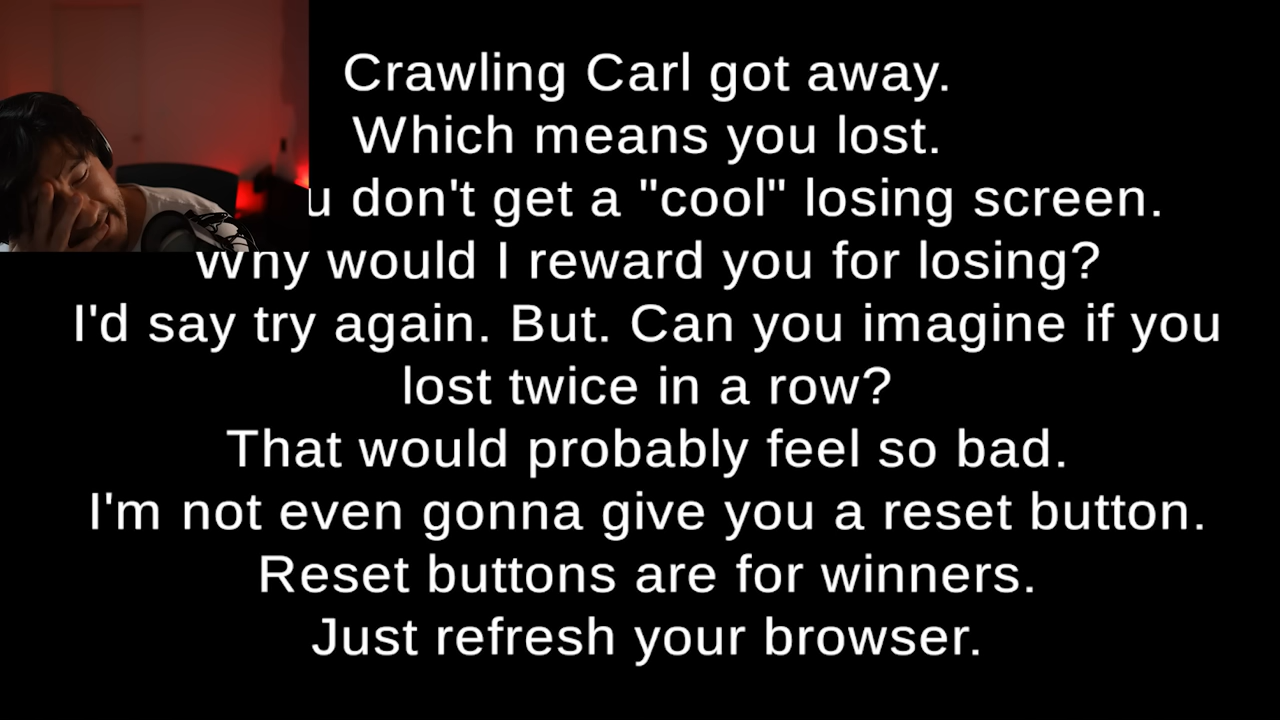 Crawling Carl got away.
Which means you lost.
don't get a "cool" losing screen.
Why would I reward you for losing?
I'd say try again. But. Can you imagine if you
lost twice in a row?
That would probably feel so bad.
I'm not even gonna give you a reset button.
Reset buttons are for winners.
Just refresh your browser.